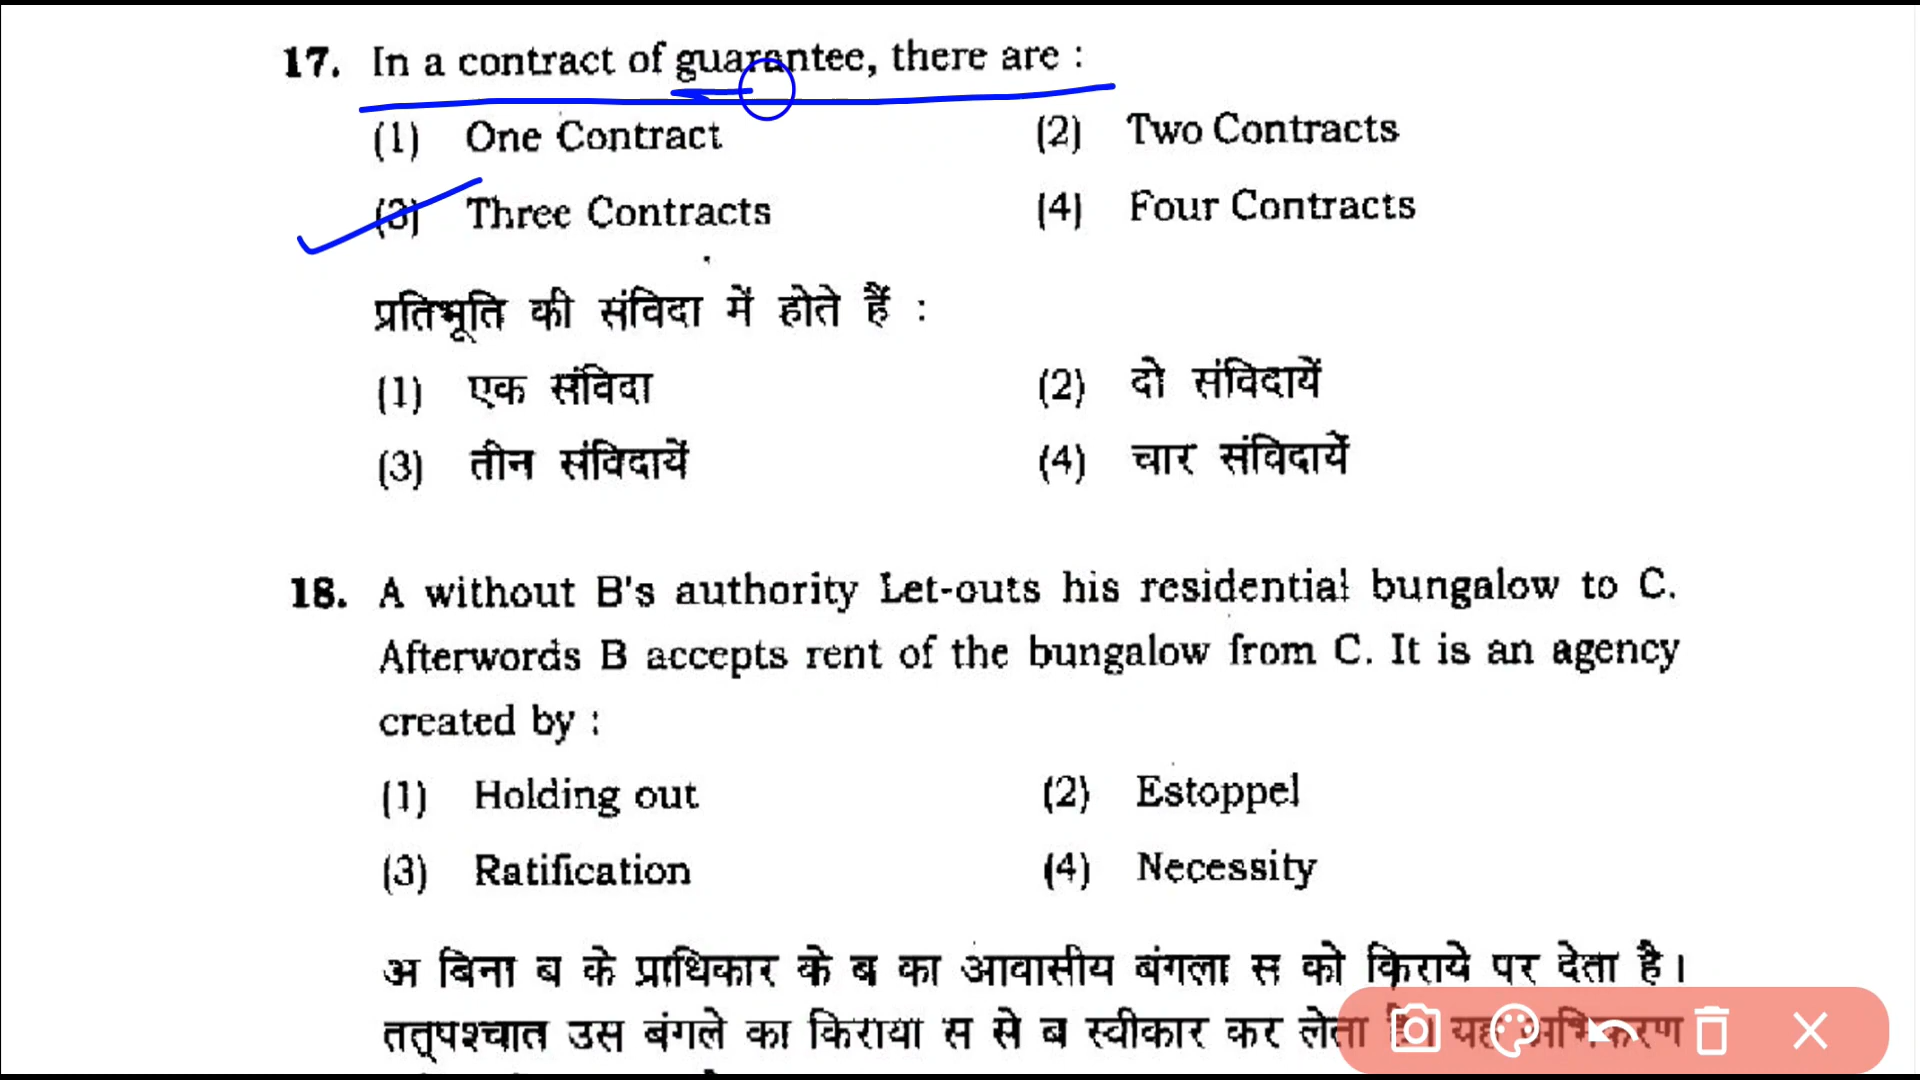 17. In a contract of guarantee, there are :
(1) One Contract (2) Two Contracts
(3) Three Contracts (4) Four Contracts
प्रतिभूति की संविदा में होते हैं :
(1) एक संविदा (2) दो संविदायें
(3) तीन संविदायें (4) चार संविदायें
18. A without B's authority Let-outs his residential bungalow to C.
Afterwords B accepts rent of the bungalow from C. It is an agency
created by :
(1) Holding out (2) Estoppel
(3) Ratification (4) Necessity
अ बिना ब के प्राधिकार के ब का आवासीय बंगला स को किराये पर देता है।
तत्पश्चात उस बंगले का किराया स से ब स्वीकार कर लेता है। यह अभिकरण